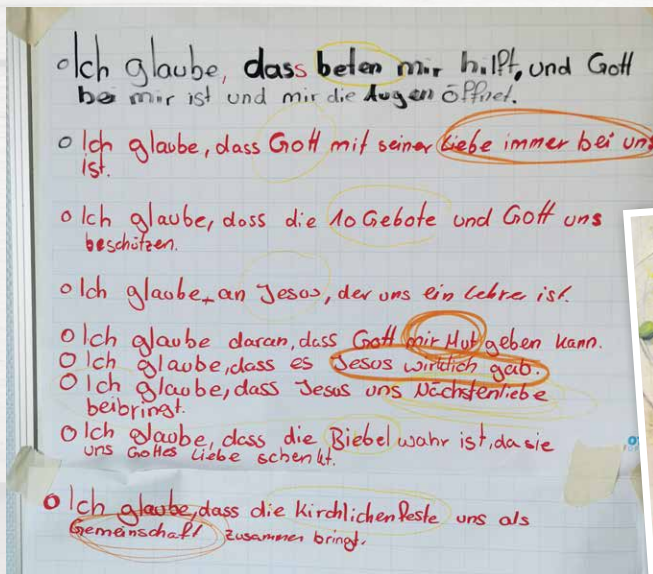 Ich glaube, dass beten mir hilft, und Gott
bei mir ist und mir die Augen öffnet.
Ich glaube, dass Gott mit seiner Liebe immer bei uns
ist.
Ich glaube, dass die 10 Gebote und Gott uns
beschützen.
Ich glaube an Jesus, der uns ein Lehrer ist.
Ich glaube daran, dass Gott mir Mut geben kann.
Ich glaube, dass es Jesus wirklich gab.
Ich glaube, dass Jesus uns Nächstenliebe
beibringt.
Ich glaube, dass die Biebel wahr ist, da sie
uns Gottes Liebe schenkt.
Ich glaube, dass die kirchlichen Feste uns als
Gemeinschaft zusammen bringt.